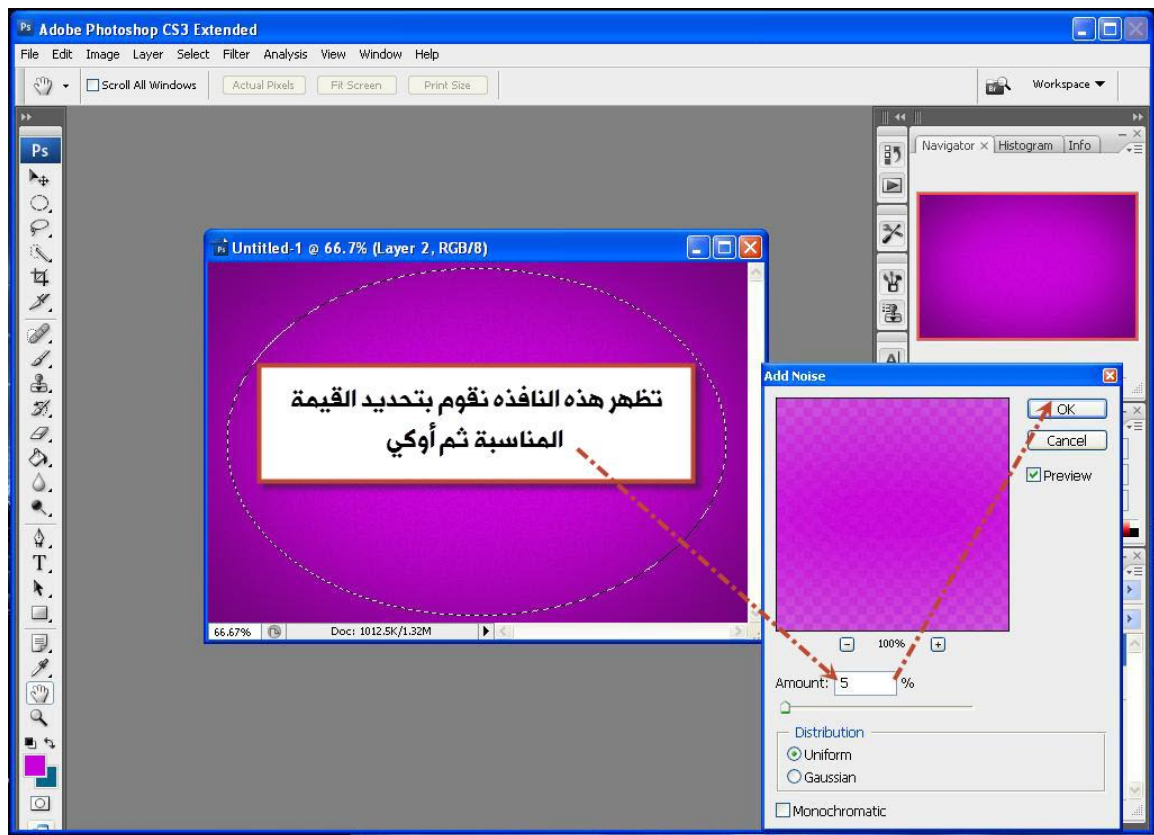 Adobe Photoshop CS3 Extended
File Edit Image Layer Select Filter Analysis View Window Help
Scroll All Windows Actual Pixels Fit Screen Print Size Workspace
Ps
Navigator × Histogram Info
Untitled-1 @ 66.7% (Layer 2, RGB/8)
تظهر هذه النافذه نقوم بتحديد القيمة
المناسبة ثم أوكي
66.67% Doc: 1012.5K/1.32M
Add Noise
OK
Cancel
Preview
100%
Amount: 5 %
Distribution
Uniform
Gaussian
Monochromatic